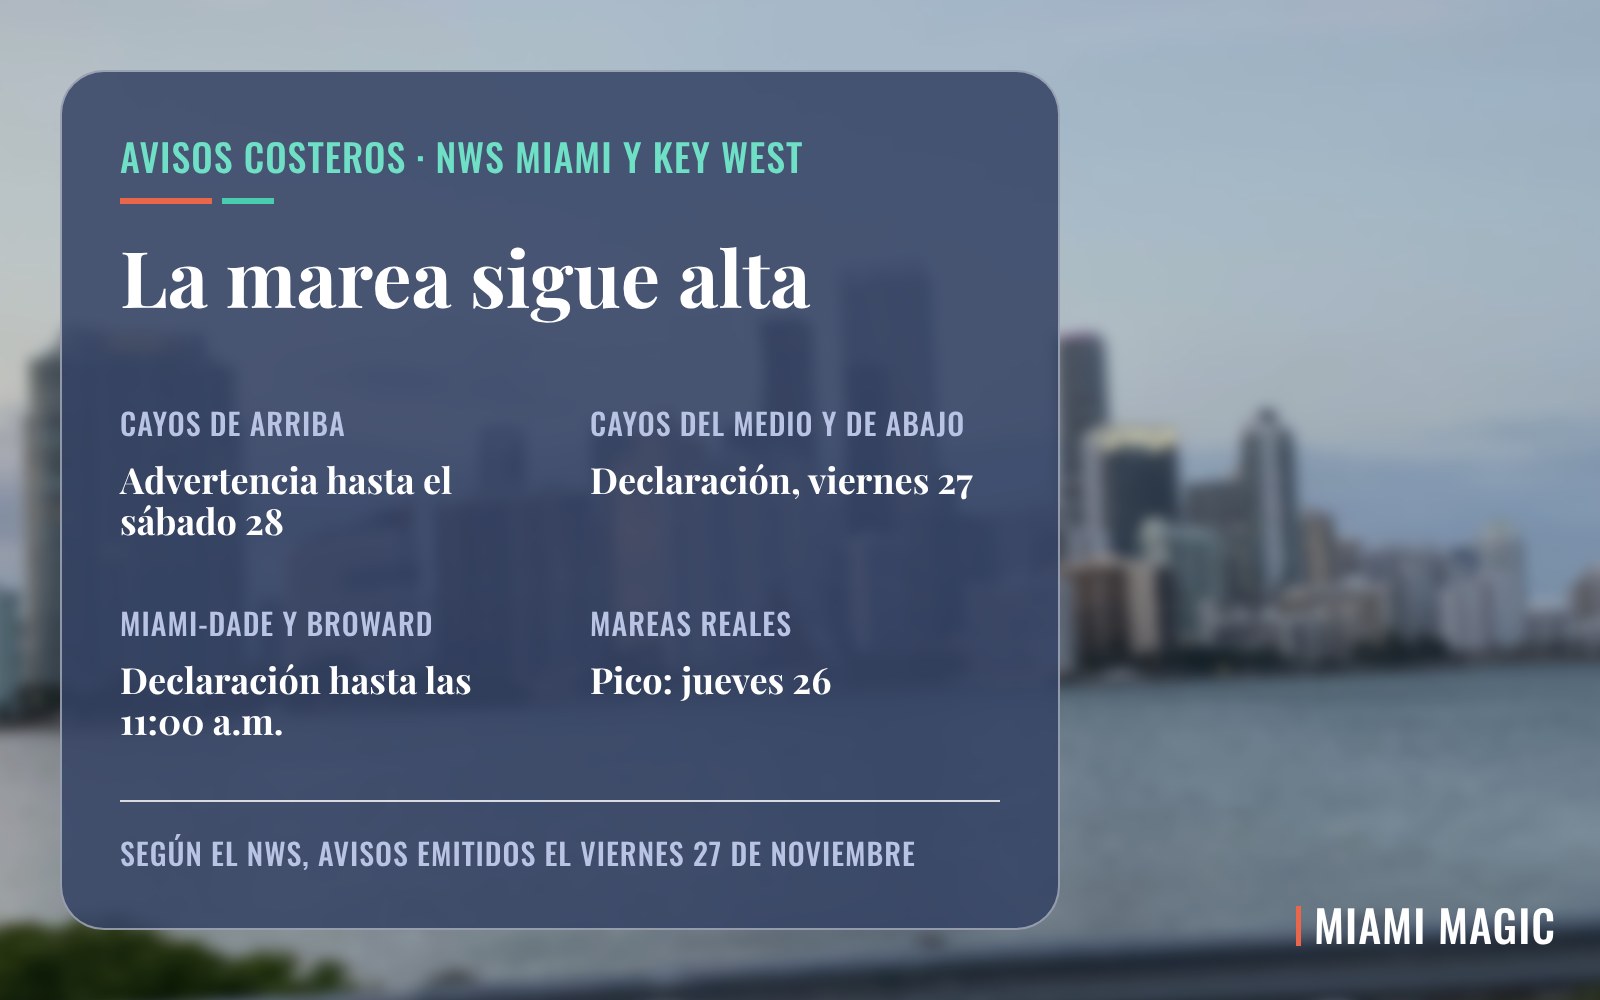 AVISOS COSTEROS · NWS MIAMI Y KEY WEST
La marea sigue alta
CAYOS DE ARRIBA
Advertencia hasta el
sábado 28
CAYOS DEL MEDIO Y DE ABAJO
Declaración, viernes 27
MIAMI-DADE Y BROWARD
Declaración hasta las
11:00 a.m.
MAREAS REALES
Pico: jueves 26
SEGÚN EL NWS, AVISOS EMITIDOS EL VIERNES 27 DE NOVIEMBRE
MIAMI MAGIC